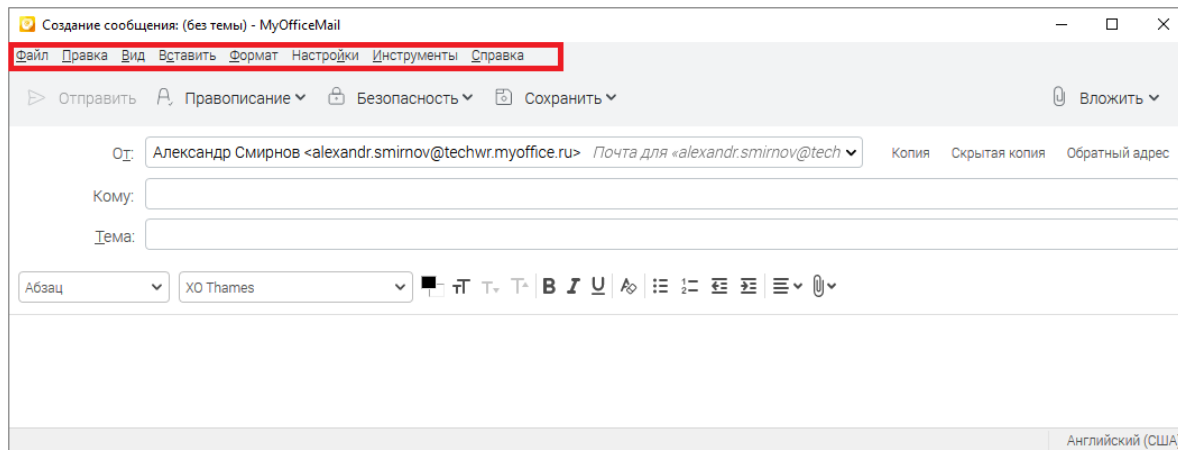 Создание сообщения: (без темы) - MyOfficeMail
Файл Правка Вид Вставить Формат Настройки Инструменты Справка
Отправить Правописание Безопасность Сохранить Вложить
От: Александр Смирнов <alexandr.smirnov@techwr.myoffice.ru> Почта для «alexandr.smirnov@tech Копия Скрытая копия Обратный адрес
Кому:
Тема:
Абзац XO Thames
Английский (США)